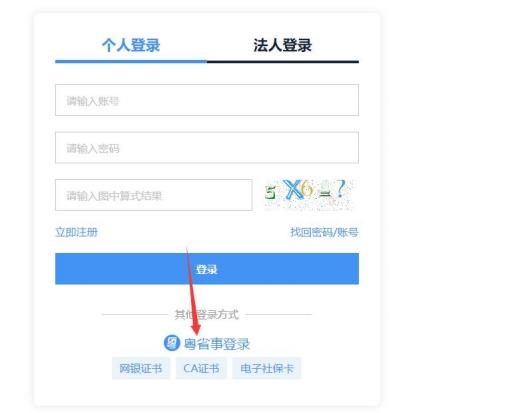 个人登录 法人登录
请输入账号
请输入密码
请输入图中算式结果 5X6=?
立即注册 找回密码/账号
登录
其他登录方式
粤省事登录
网银证书 CA证书 电子社保卡